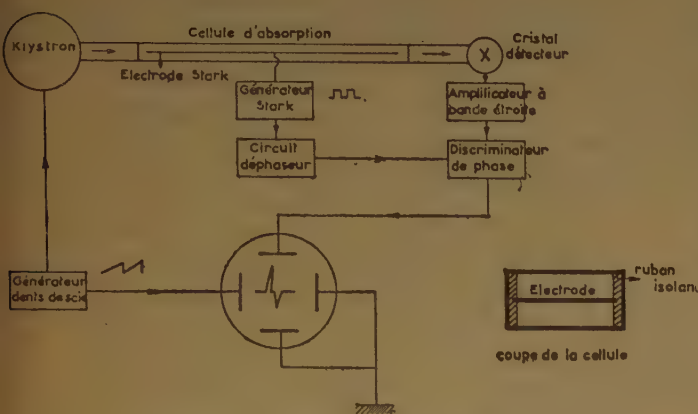 Klystron
Cellule d'absorption
Cristal
détecteur
Electrode Stark
Générateur
Stark
Amplificateur à
bande étroite
Circuit
déphaseur
Discriminateur
de phase
Générateur
dents de scie
Electrode
ruban
isolant
coupe de la cellule